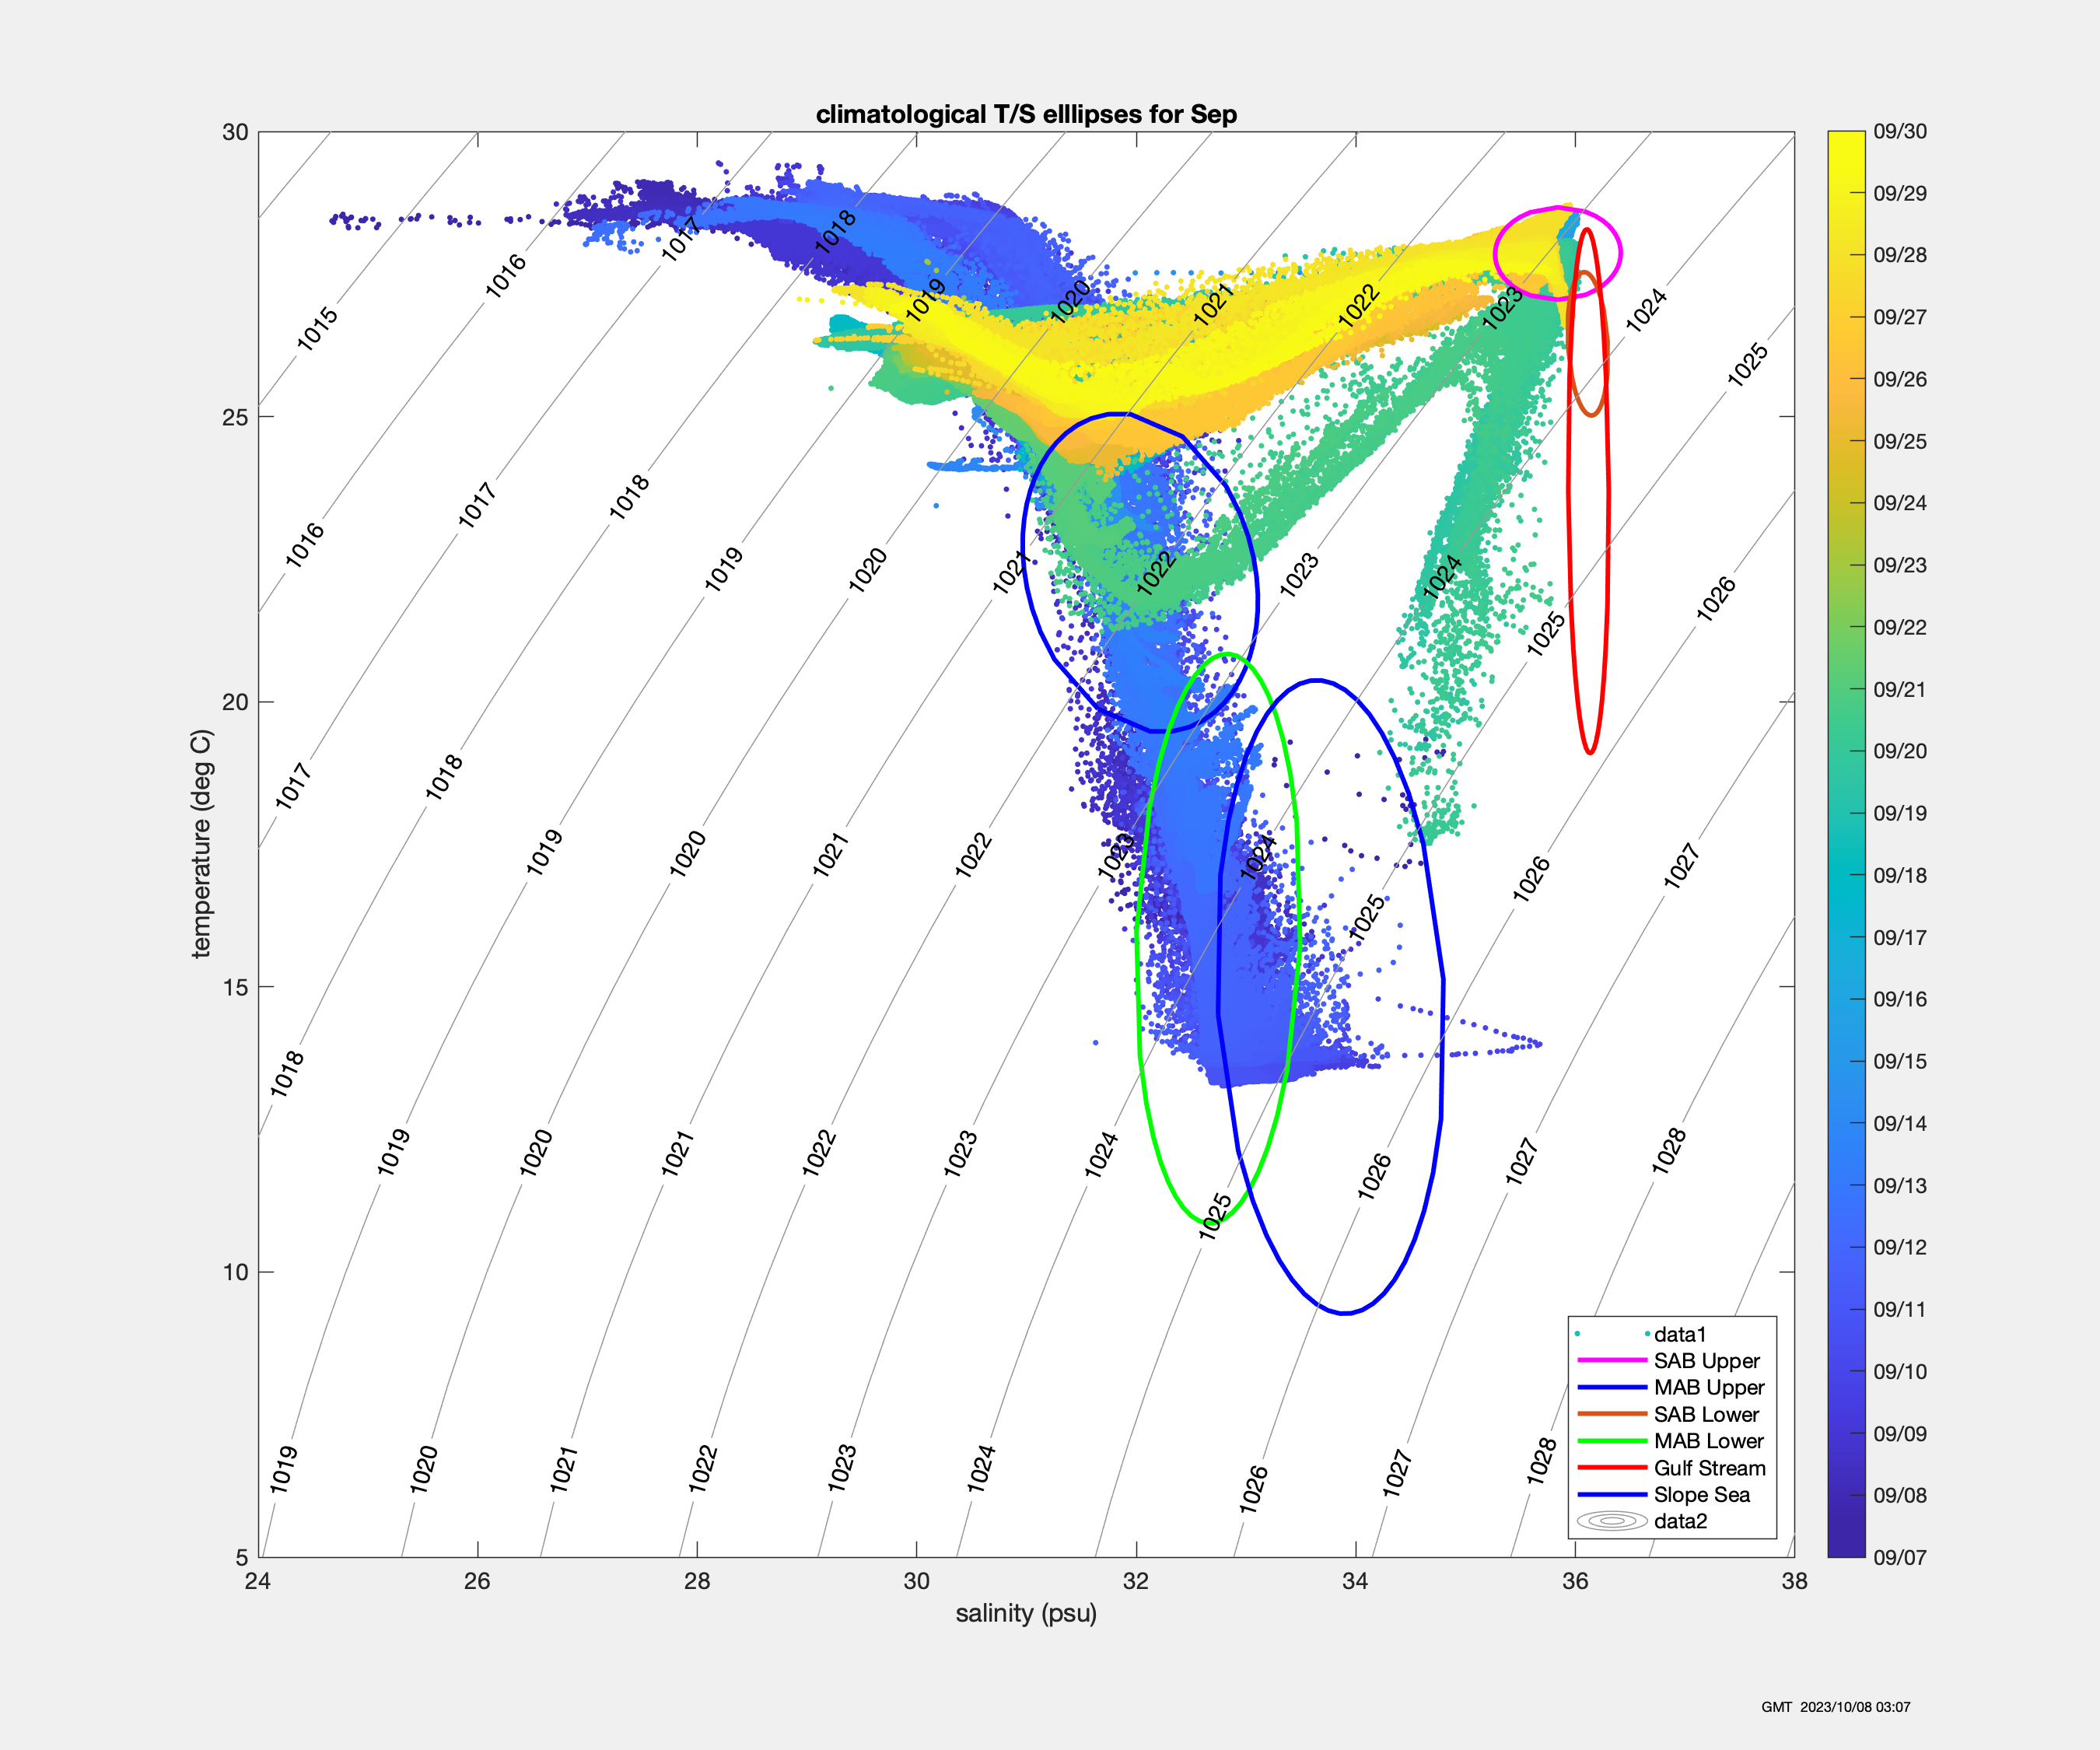 climatological T/S elllipses for Sep
30
25
20
15
10
5
temperature (deg C)
24 26 28 30 32 34 36 38
salinity (psu)
1015 1016 1017 1018 1019 1020 1021 1022 1023 1024 1025
1016 1017 1018 1019 1020 1021 1022 1023 1024 1025 1026
1017 1018 1019 1020 1021 1022 1023 1024 1025 1026 1027
1018 1019 1020 1021 1022 1023 1024 1025 1026 1027 1028
1019 1020 1021 1022 1023 1024 1026 1027 1028
data1
SAB Upper
MAB Upper
SAB Lower
MAB Lower
Gulf Stream
Slope Sea
data2
09/30
09/29
09/28
09/27
09/26
09/25
09/24
09/23
09/22
09/21
09/20
09/19
09/18
09/17
09/16
09/15
09/14
09/13
09/12
09/11
09/10
09/09
09/08
09/07
GMT 2023/10/08 03:07